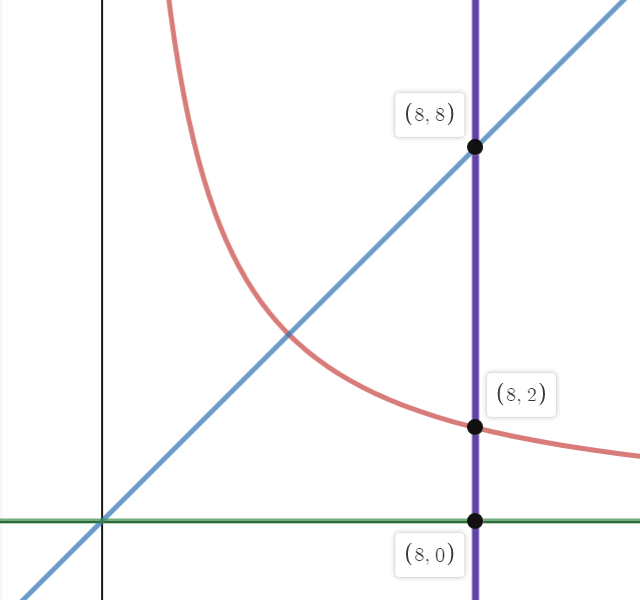 (8, 8)
(8, 2)
(8, 0)